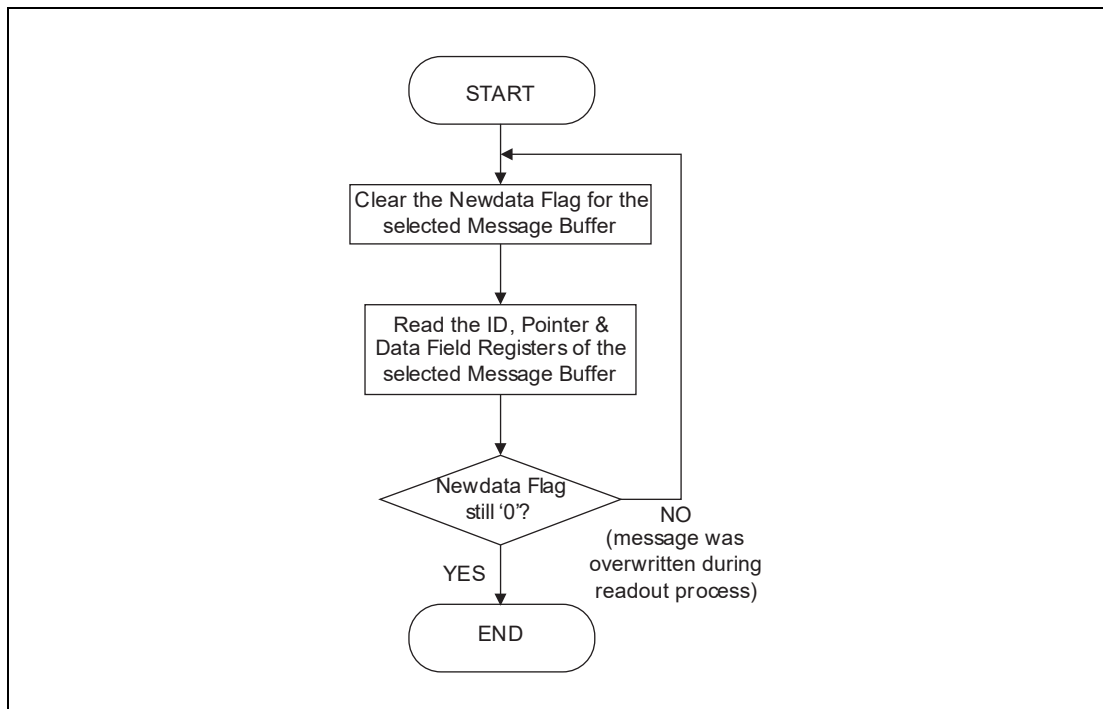 START
Clear the Newdata Flag for the
selected Message Buffer
Read the ID, Pointer &
Data Field Registers of the
selected Message Buffer
Newdata Flag
still ‘0’?
NO
(message was
overwritten during
readout process)
YES
END